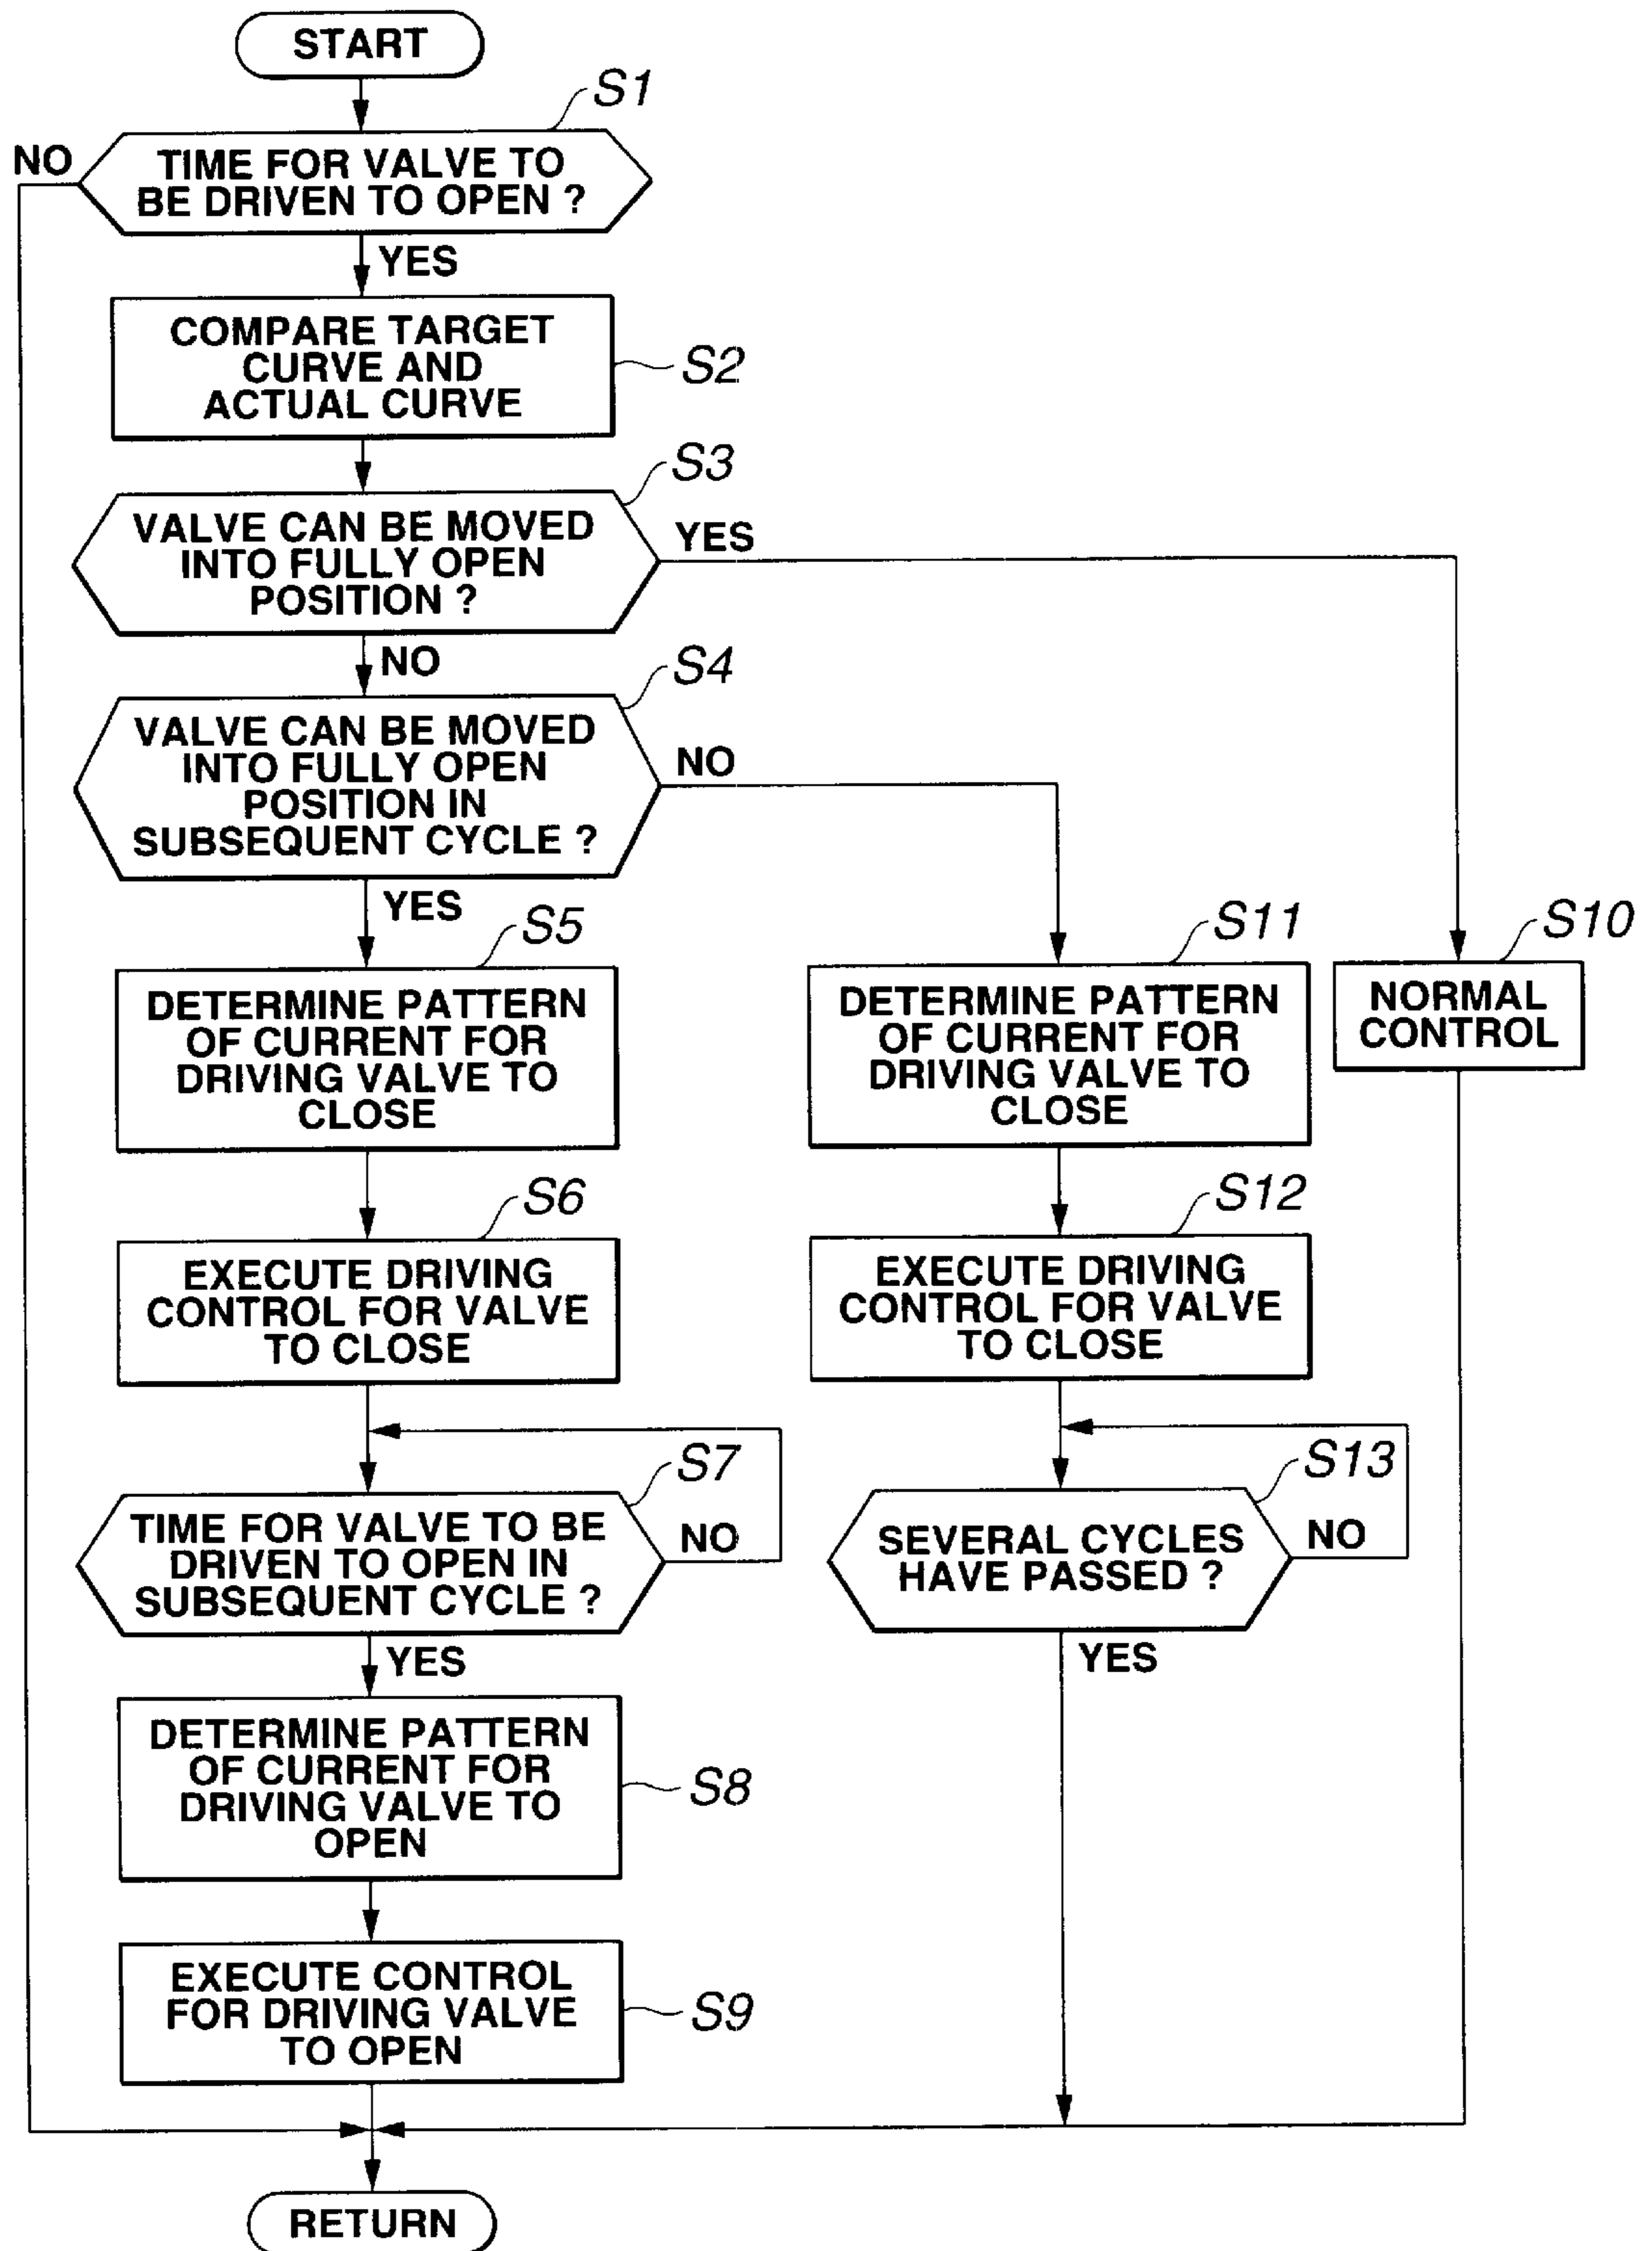 START
S1
NO
TIME FOR VALVE TO
BE DRIVEN TO OPEN ?
YES
COMPARE TARGET
CURVE AND
ACTUAL CURVE
S2
S3
VALVE CAN BE MOVED
INTO FULLY OPEN
POSITION ?
YES
NO
S4
VALVE CAN BE MOVED
INTO FULLY OPEN
POSITION IN
SUBSEQUENT CYCLE ?
NO
YES
S5
DETERMINE PATTERN
OF CURRENT FOR
DRIVING VALVE TO
CLOSE
S11
DETERMINE PATTERN
OF CURRENT FOR
DRIVING VALVE TO
CLOSE
S10
NORMAL
CONTROL
S6
EXECUTE DRIVING
CONTROL FOR VALVE
TO CLOSE
S12
EXECUTE DRIVING
CONTROL FOR VALVE
TO CLOSE
S7
TIME FOR VALVE TO BE
DRIVEN TO OPEN IN
SUBSEQUENT CYCLE ?
NO
S13
SEVERAL CYCLES
HAVE PASSED ?
NO
YES
YES
DETERMINE PATTERN
OF CURRENT FOR
DRIVING VALVE TO
OPEN
S8
EXECUTE CONTROL
FOR DRIVING VALVE
TO OPEN
S9
RETURN